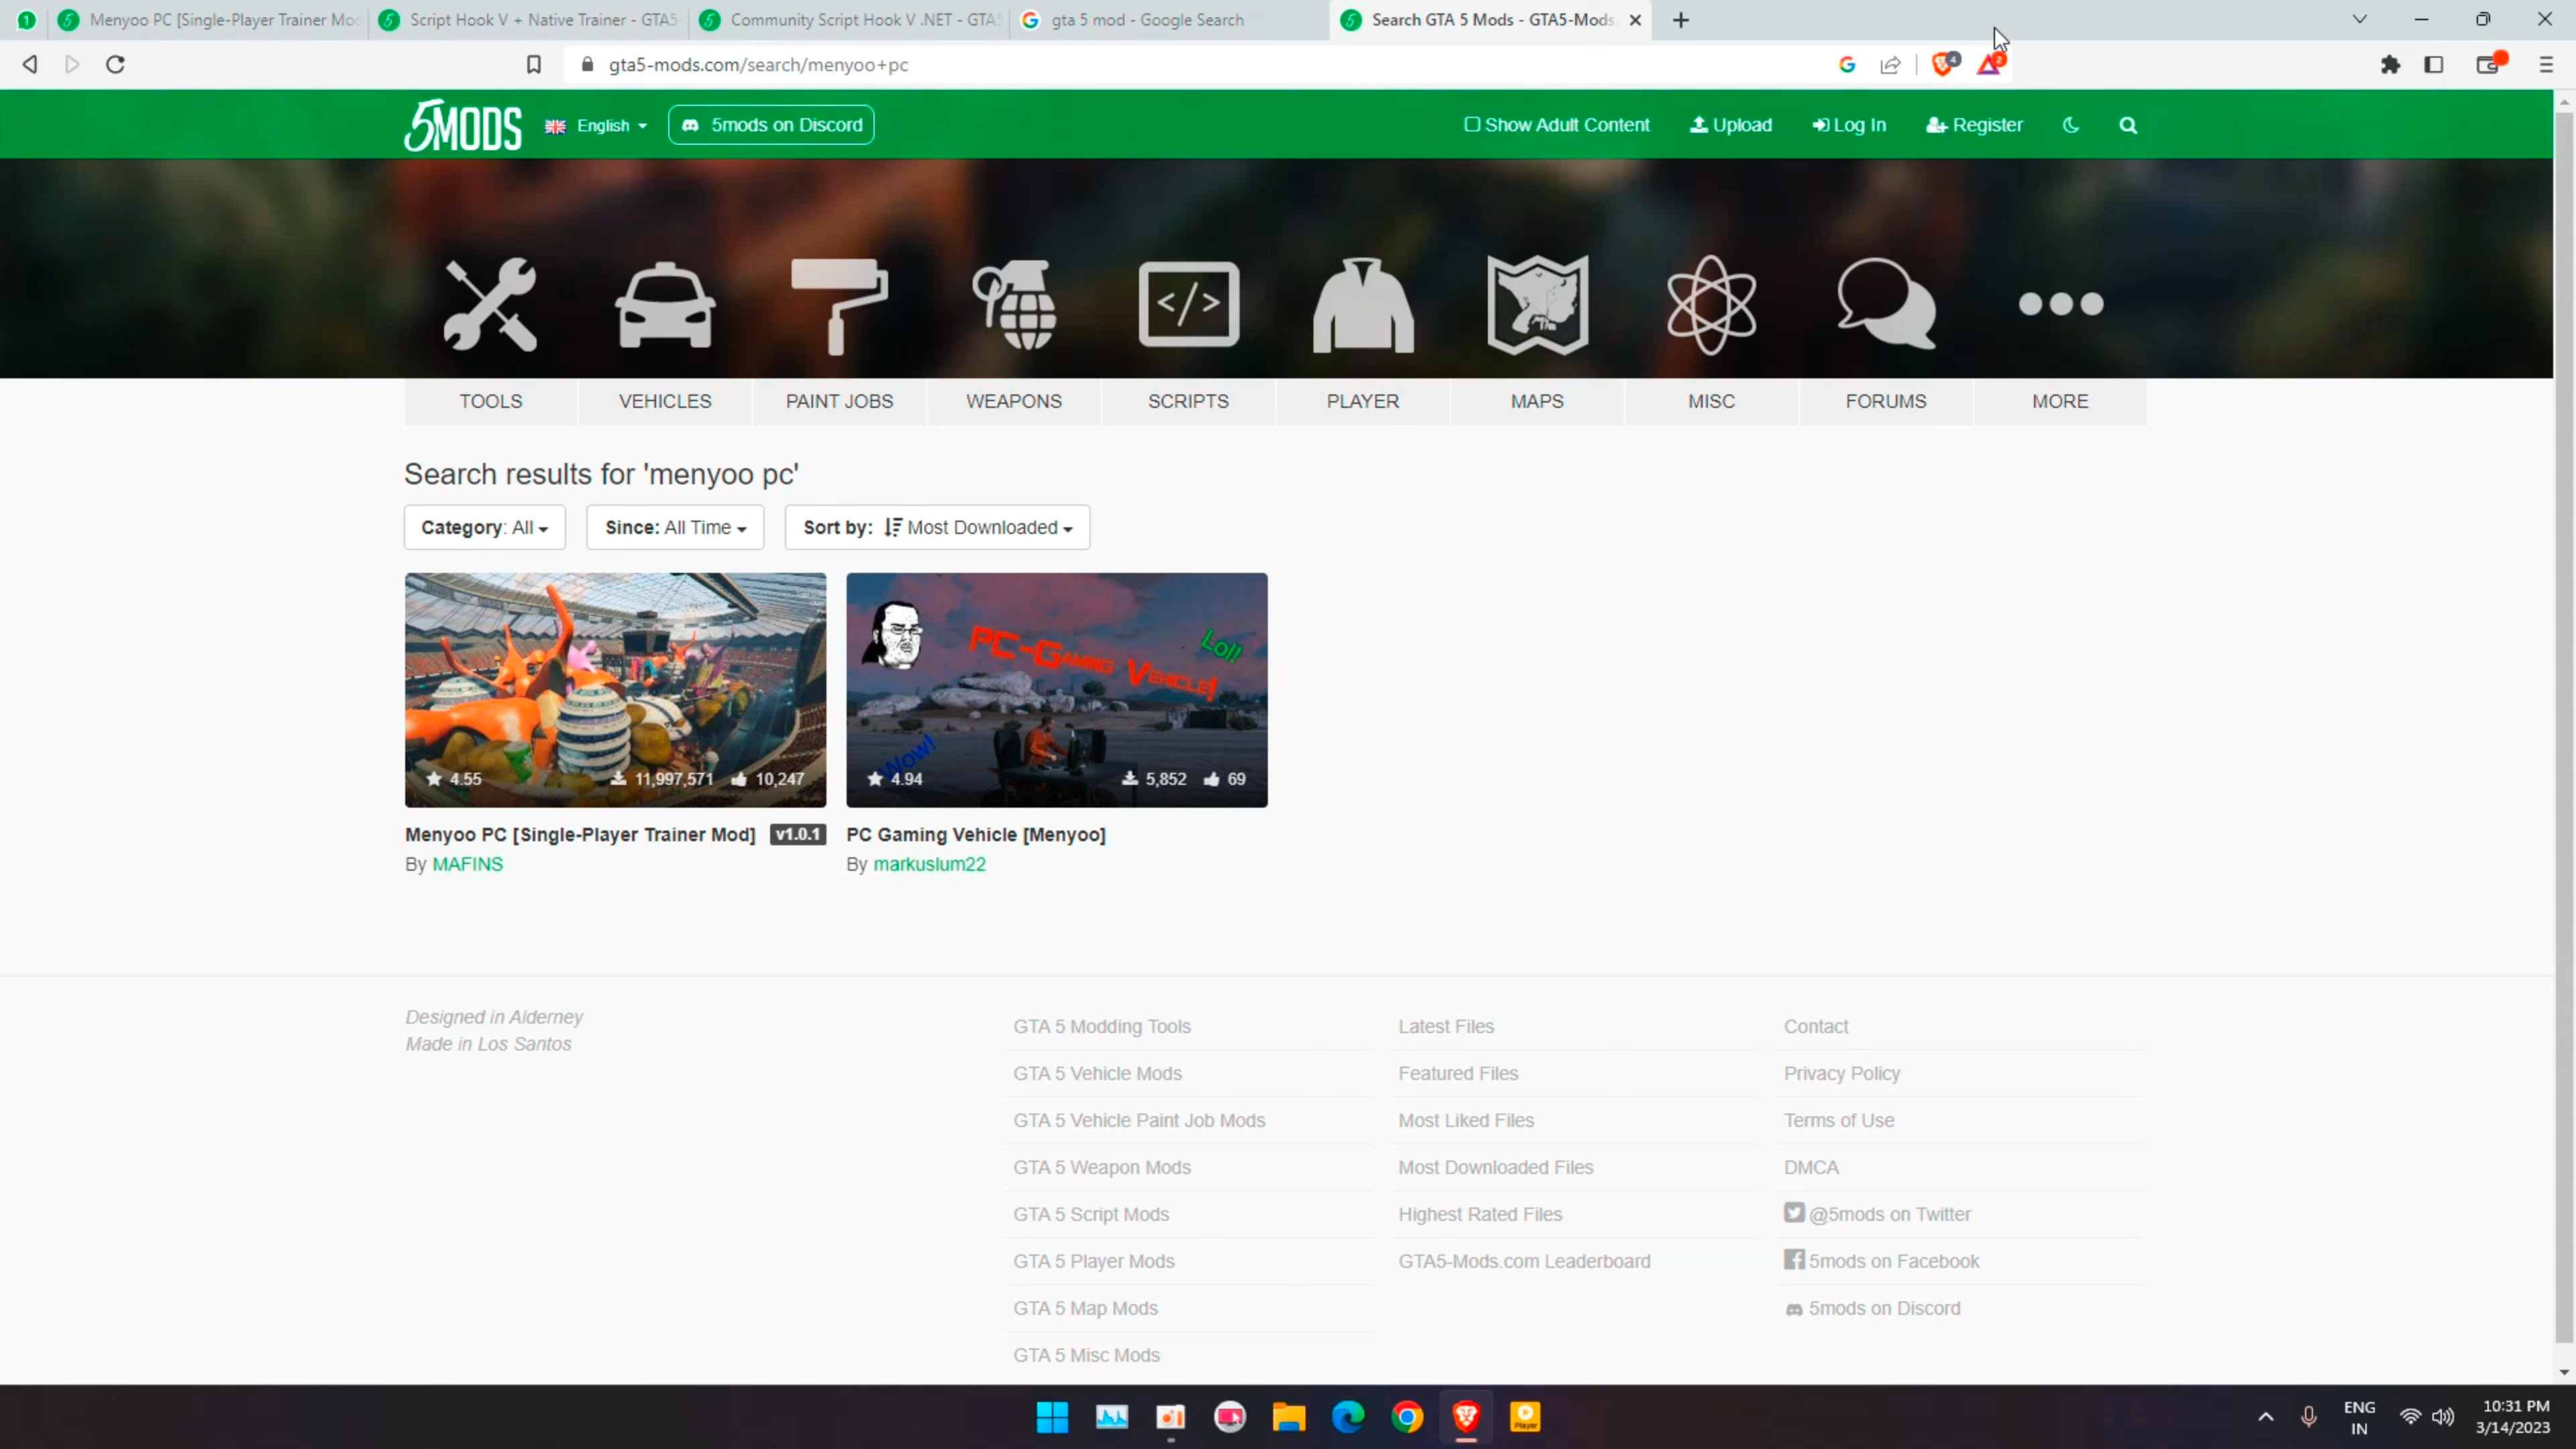 1
Menyoo PC [Single-Player Trainer Mod
Script Hook V + Native Trainer - GTA5
Community Script Hook V .NET - GTA5
gta 5 mod - Google Search
Search GTA 5 Mods - GTA5-Mods.
gta5-mods.com/search/menyoo+pc
4
2
5MODS
English
5mods on Discord
Show Adult Content
Upload
Log In
Register
TOOLS
VEHICLES
PAINT JOBS
WEAPONS
SCRIPTS
PLAYER
MAPS
MISC
FORUMS
MORE
Search results for 'menyoo pc'
Category: All
Since: All Time
Sort by: Most Downloaded
4.55
11,997,571
10,247
PC-Gaming Vehicle!
Lol!
Wow!
4.94
5,852
69
Menyoo PC [Single-Player Trainer Mod] v1.0.1
By MAFINS
PC Gaming Vehicle [Menyoo]
By markuslum22
Designed in Alderney
Made in Los Santos
GTA 5 Modding Tools
GTA 5 Vehicle Mods
GTA 5 Vehicle Paint Job Mods
GTA 5 Weapon Mods
GTA 5 Script Mods
GTA 5 Player Mods
GTA 5 Map Mods
GTA 5 Misc Mods
Latest Files
Featured Files
Most Liked Files
Most Downloaded Files
Highest Rated Files
GTA5-Mods.com Leaderboard
Contact
Privacy Policy
Terms of Use
DMCA
@5mods on Twitter
5mods on Facebook
5mods on Discord
Player
ENG
IN
10:31 PM
3/14/2023